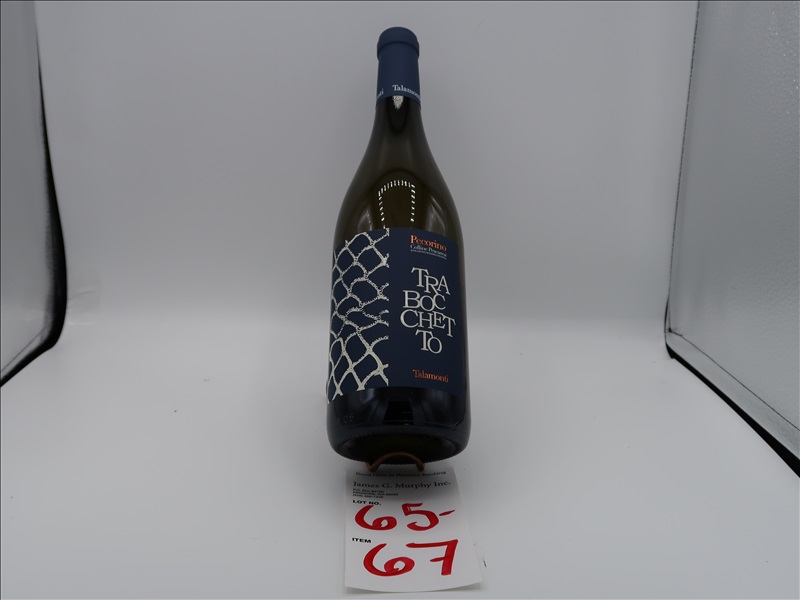 Talamonti
Pecorino
Colline Pescaresi
TRA
BOC
CHET
TO
Talamonti
James G. Murphy Inc.
LOT NO.
65-
ITEM
67